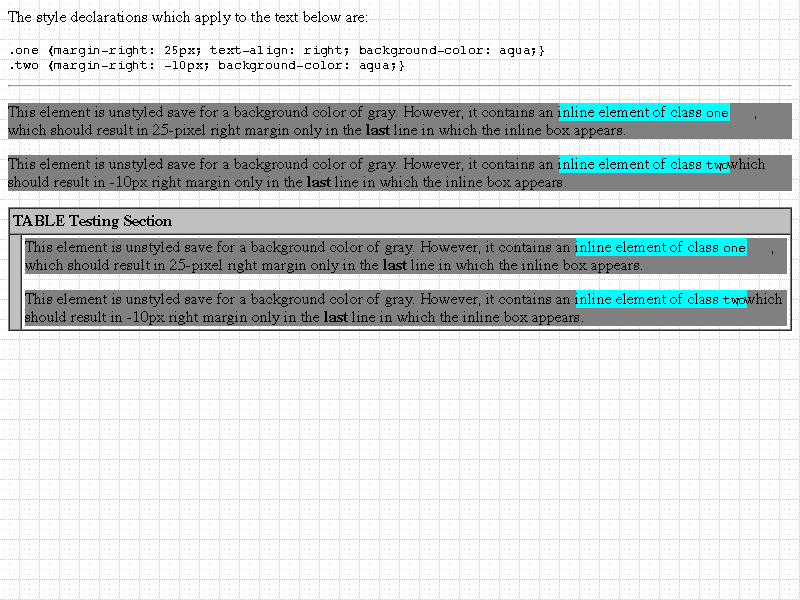 The style declarations which apply to the text below are:
.one {margin-right: 25px; text-align: right; background-color: aqua;}
.two {margin-right: -10px; background-color: aqua;}
This element is unstyled save for a background color of gray. However, it contains an inline element of class one ,
which should result in 25-pixel right margin only in the last line in which the inline box appears.
This element is unstyled save for a background color of gray. However, it contains an inline element of class two, which
should result in -10px right margin only in the last line in which the inline box appears.
TABLE Testing Section
This element is unstyled save for a background color of gray. However, it contains an inline element of class one ,
which should result in 25-pixel right margin only in the last line in which the inline box appears.
This element is unstyled save for a background color of gray. However, it contains an inline element of class two, which
should result in -10px right margin only in the last line in which the inline box appears.